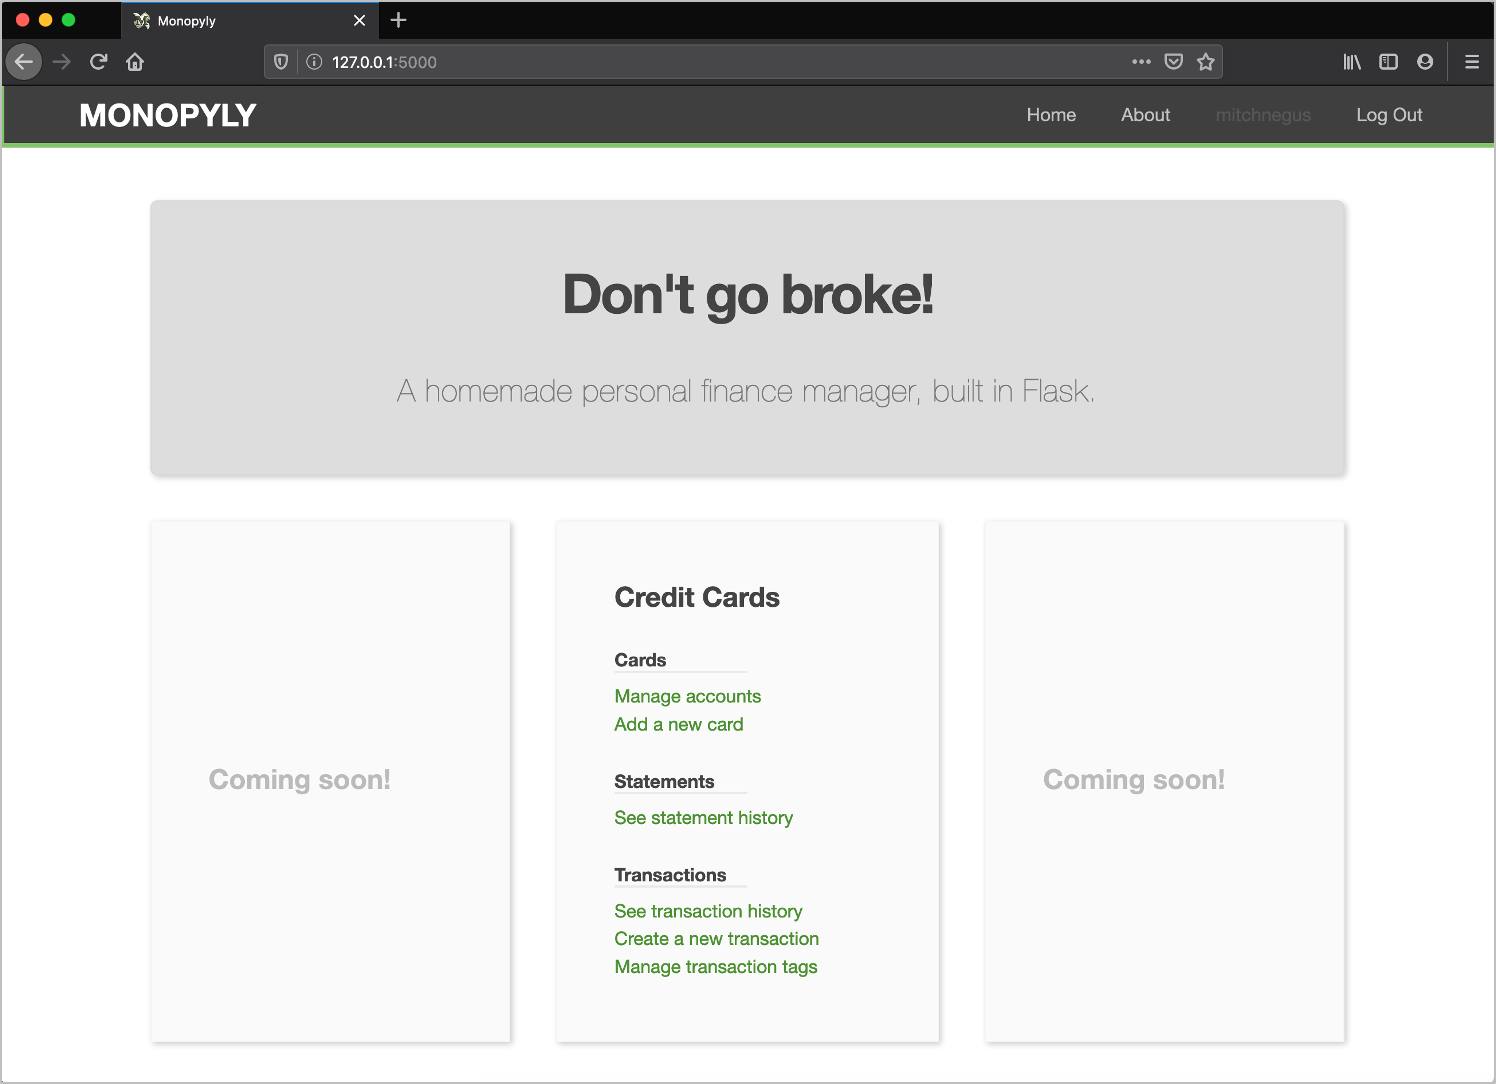 Monopyly
127.0.0.1:5000
MONOPYLY
Home
About
mitchnegus
Log Out
Don't go broke!
A homemade personal finance manager, built in Flask.
Coming soon!
Credit Cards
Cards
Manage accounts
Add a new card
Statements
See statement history
Transactions
See transaction history
Create a new transaction
Manage transaction tags
Coming soon!